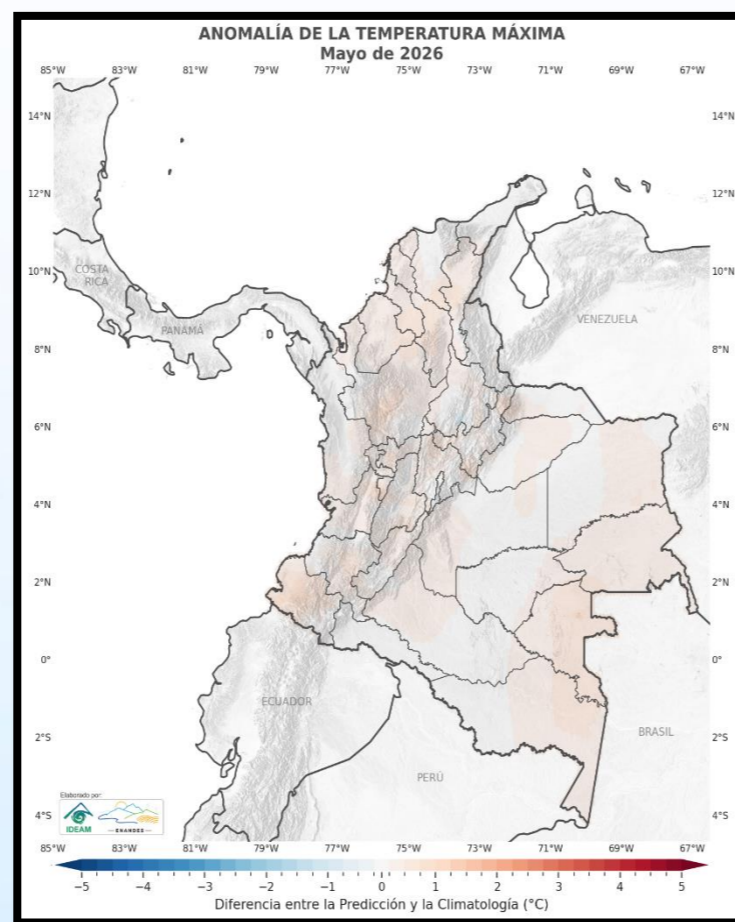 ANOMALÍA DE LA TEMPERATURA MÁXIMA
Mayo de 2026
85°W 83°W 81°W 79°W 77°W 75°W 73°W 71°W 69°W 67°W
14°N 14°N
12°N 12°N
10°N 10°N
COSTA
RICA
PANAMÁ
VENEZUELA
8°N 8°N
6°N 6°N
4°N 4°N
2°N 2°N
0° 0°
ECUADOR
BRASIL
2°S 2°S
PERÚ
4°S 4°S
Elaborado por:
IDEAM
ENANDES
85°W 83°W 81°W 79°W 77°W 75°W 73°W 71°W 69°W 67°W
−5 −4 −3 −2 −1 0 1 2 3 4 5
Diferencia entre la Predicción y la Climatología (°C)